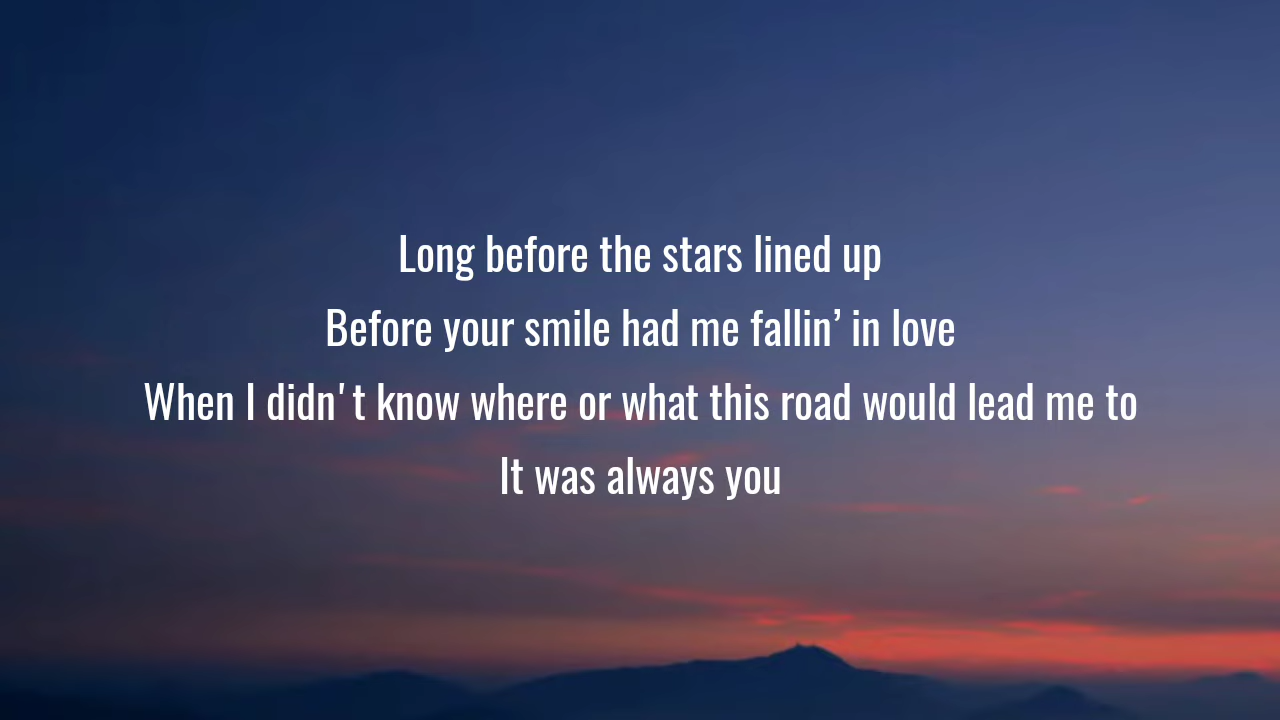 Long before the stars lined up
Before your smile had me fallin’ in love
When I didn't know where or what this road would lead me to
It was always you